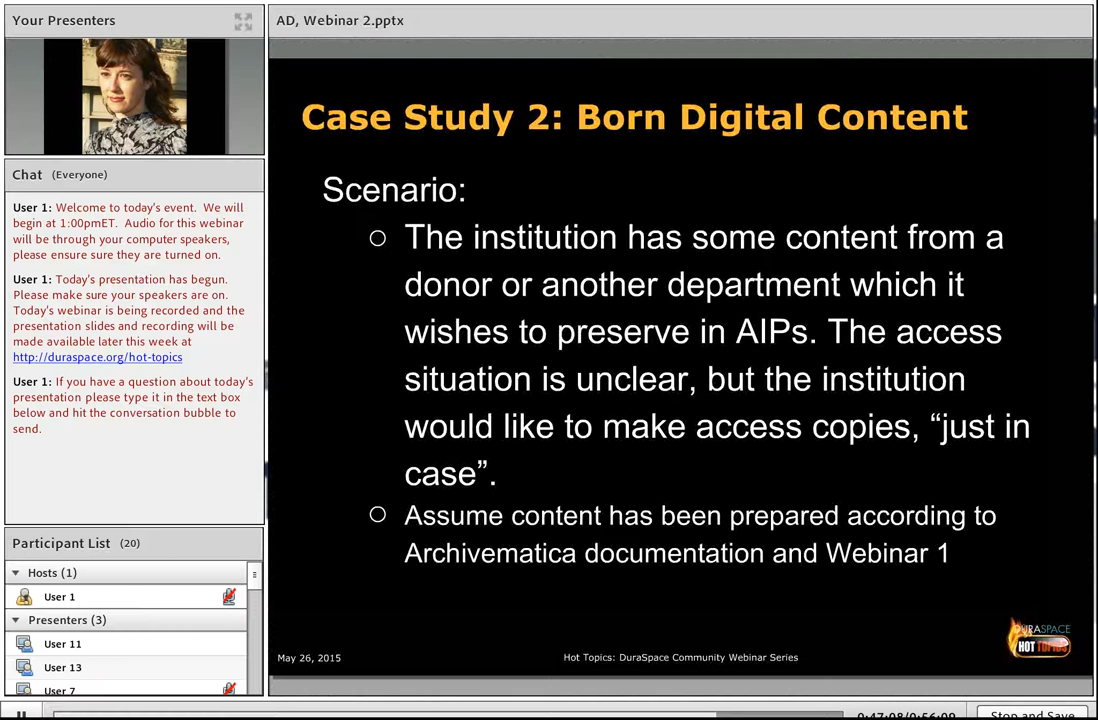 Your Presenters
Chat (Everyone)
User 1: Welcome to today's event. We will
begin at 1:00pmET. Audio for this webinar
will be through your computer speakers,
please ensure sure they are turned on.
User 1: Today's presentation has begun.
Please make sure your speakers are on.
Today's webinar is being recorded and the
presentation slides and recording will be
made available later this week at
http://duraspace.org/hot-topics
User 1: If you have a question about today's
presentation please type it in the text box
below and hit the conversation bubble to
send.
Participant List (20)
Hosts (1)
User 1
Presenters (3)
User 11
User 13
User 7
AD, Webinar 2.pptx
Case Study 2: Born Digital Content
Scenario:
The institution has some content from a
donor or another department which it
wishes to preserve in AIPs. The access
situation is unclear, but the institution
would like to make access copies, “just in
case”.
Assume content has been prepared according to
Archivematica documentation and Webinar 1
May 26, 2015
Hot Topics: DuraSpace Community Webinar Series
DURASPACE
HOT TOPICS
0:47:08/0:56:09
Stop and Save